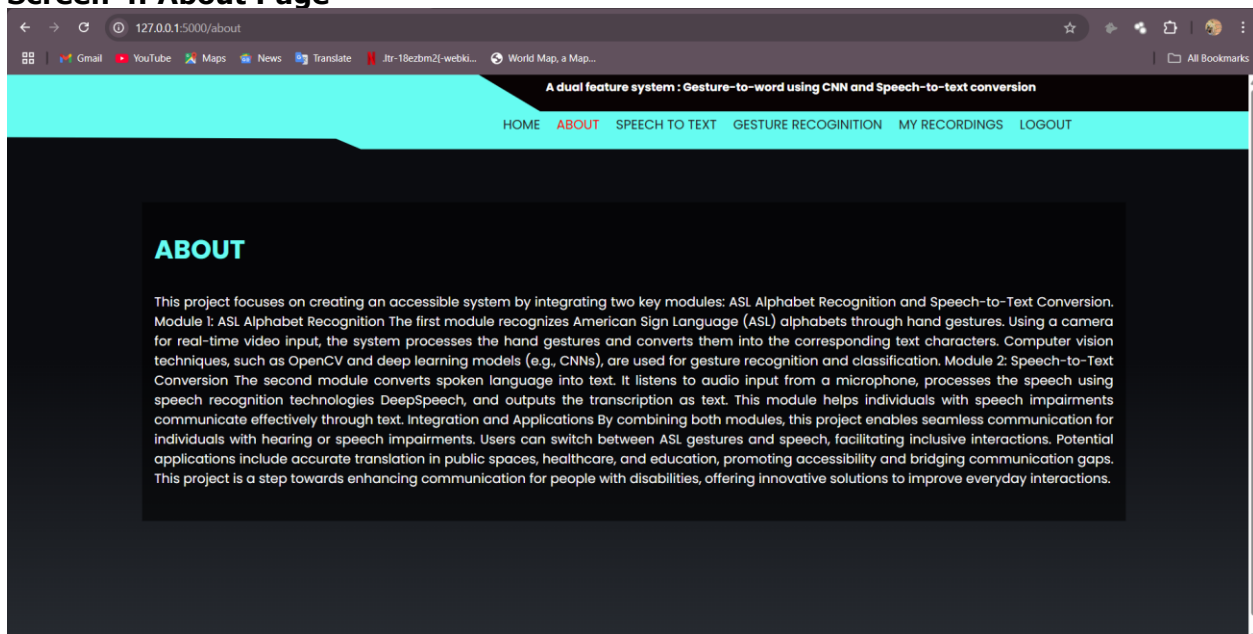 Screen 4: About Page
127.0.0.1:5000/about
Gmail YouTube Maps News Translate .ltr-18ezbm2{-webki... World Map, a Map... All Bookmarks
A dual feature system : Gesture-to-word using CNN and Speech-to-text conversion
HOME ABOUT SPEECH TO TEXT GESTURE RECOGINITION MY RECORDINGS LOGOUT
ABOUT
This project focuses on creating an accessible system by integrating two key modules: ASL Alphabet Recognition and Speech-to-Text Conversion.
Module 1: ASL Alphabet Recognition The first module recognizes American Sign Language (ASL) alphabets through hand gestures. Using a camera
for real-time video input, the system processes the hand gestures and converts them into the corresponding text characters. Computer vision
techniques, such as OpenCV and deep learning models (e.g., CNNs), are used for gesture recognition and classification. Module 2: Speech-to-Text
Conversion The second module converts spoken language into text. It listens to audio input from a microphone, processes the speech using
speech recognition technologies DeepSpeech, and outputs the transcription as text. This module helps individuals with speech impairments
communicate effectively through text. Integration and Applications By combining both modules, this project enables seamless communication for
individuals with hearing or speech impairments. Users can switch between ASL gestures and speech, facilitating inclusive interactions. Potential
applications include accurate translation in public spaces, healthcare, and education, promoting accessibility and bridging communication gaps.
This project is a step towards enhancing communication for people with disabilities, offering innovative solutions to improve everyday interactions.